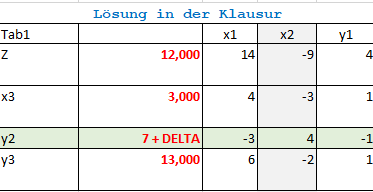 Lösung in der Klausur
Tab1 x1 x2 y1
Z 12,000 14 -9 4
x3 3,000 4 -3 1
y2 7 + DELTA -3 4 -1
y3 13,000 6 -2 1